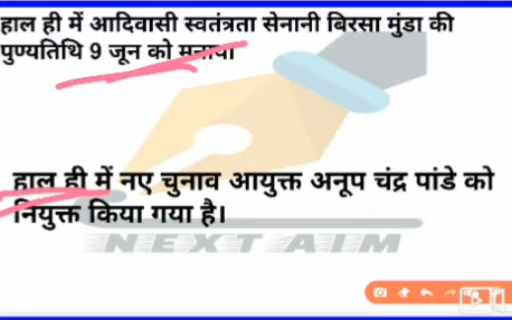 हाल ही में आदिवासी स्वतंत्रता सेनानी बिरसा मुंडा की
पुण्यतिथि 9 जून को मनायी
हाल ही में नए चुनाव आयुक्त अनूप चंद्र पांडे को
नियुक्त किया गया है।
NEXT AIM